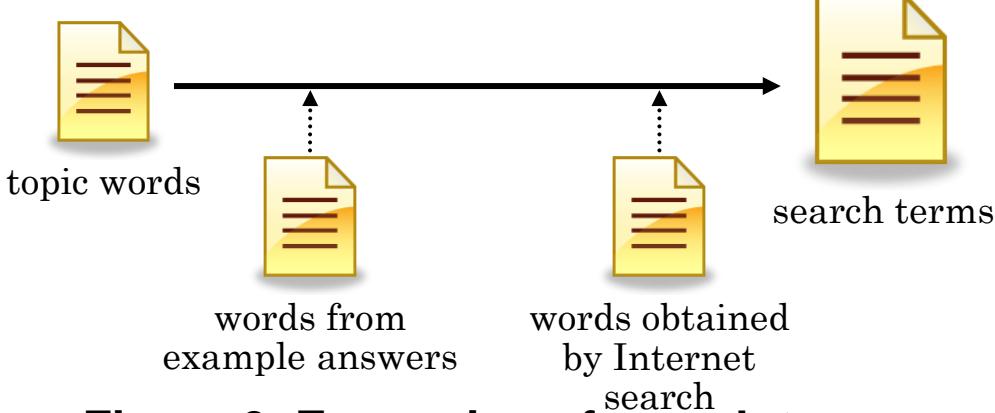 topic words
search terms
words from
example answers
words obtained
by Internet
search